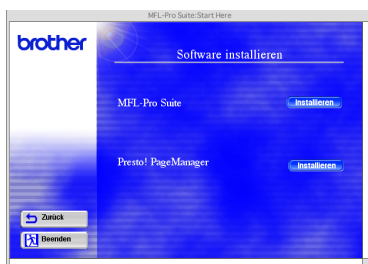 MFL-Pro Suite:Start Here
brother
Software installieren
MFL-Pro Suite
Installieren
Presto! PageManager
Installieren
Zurück
Beenden